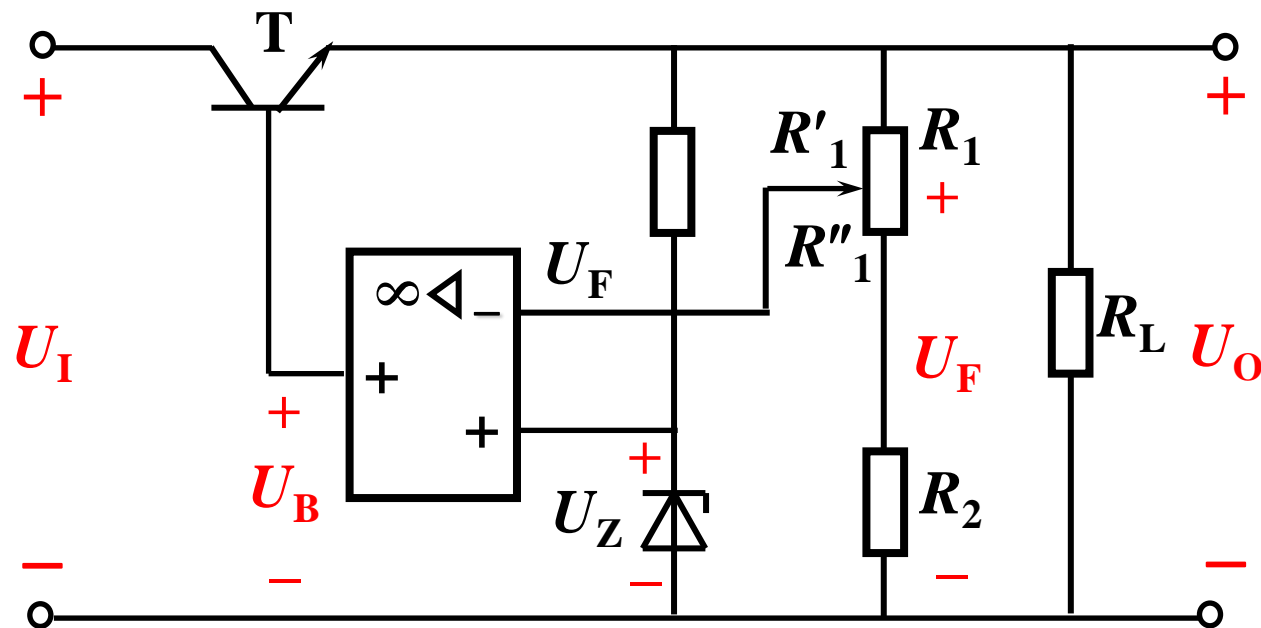 T
+
+
R'₁
R₁
+
R''₁
U_F
∞
−
R_L
U_I
U_F
U_O
+
+
+
+
U_B
U_Z
R₂
−
−
−
−
−